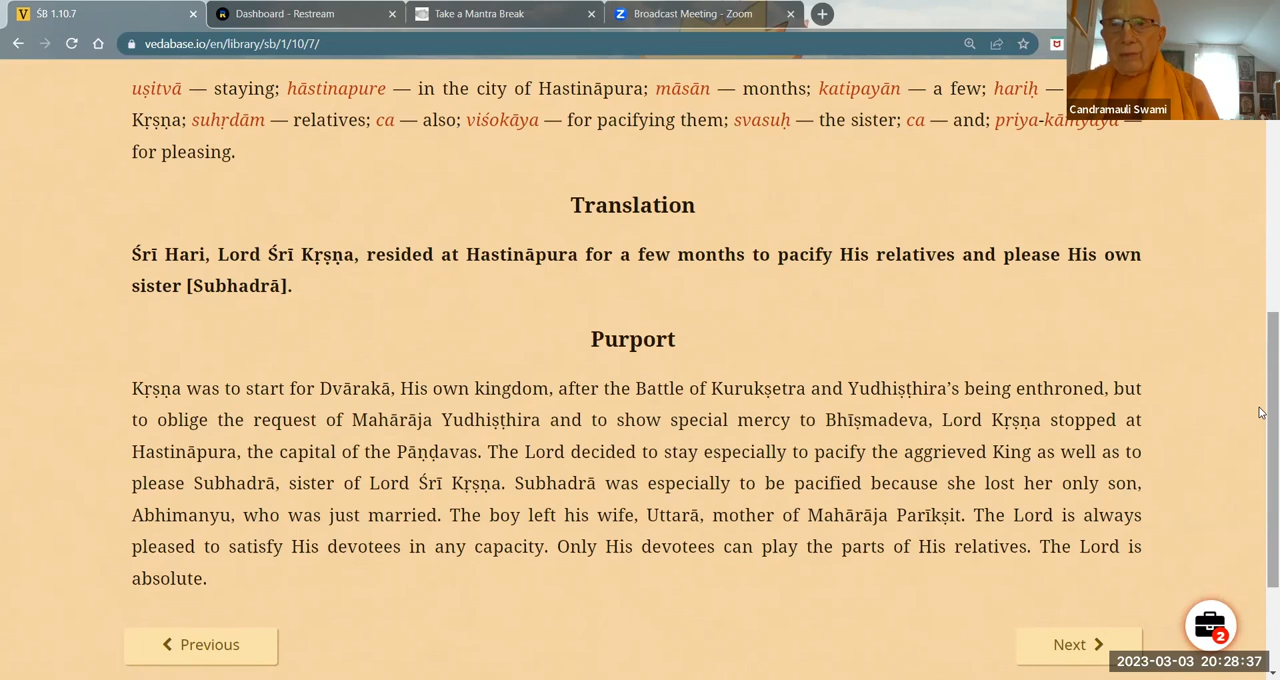 ŚB 1.10.7
Dashboard - Restream
Take a Mantra Break
Broadcast Meeting - Zoom
vedabase.io/en/library/sb/1/10/7/
Candramauli Swami
uṣitvā — staying; hāstinapure — in the city of Hastināpura; māsān — months; katipayān — a few; hariḥ —
Kṛṣṇa; suhṛdām — relatives; ca — also; viśokāya — for pacifying them; svasuḥ — the sister; ca — and; priya-kāmyayā —
for pleasing.
Translation
Śrī Hari, Lord Śrī Kṛṣṇa, resided at Hastināpura for a few months to pacify His relatives and please His own
sister [Subhadrā].
Purport
Kṛṣṇa was to start for Dvārakā, His own kingdom, after the Battle of Kurukṣetra and Yudhiṣṭhira’s being enthroned, but
to oblige the request of Mahārāja Yudhiṣṭhira and to show special mercy to Bhīṣmadeva, Lord Kṛṣṇa stopped at
Hastināpura, the capital of the Pāṇḍavas. The Lord decided to stay especially to pacify the aggrieved King as well as to
please Subhadrā, sister of Lord Śrī Kṛṣṇa. Subhadrā was especially to be pacified because she lost her only son,
Abhimanyu, who was just married. The boy left his wife, Uttarā, mother of Mahārāja Parīkṣit. The Lord is always
pleased to satisfy His devotees in any capacity. Only His devotees can play the parts of His relatives. The Lord is
absolute.
Previous
Next
2
2023-03-03 20:28:37